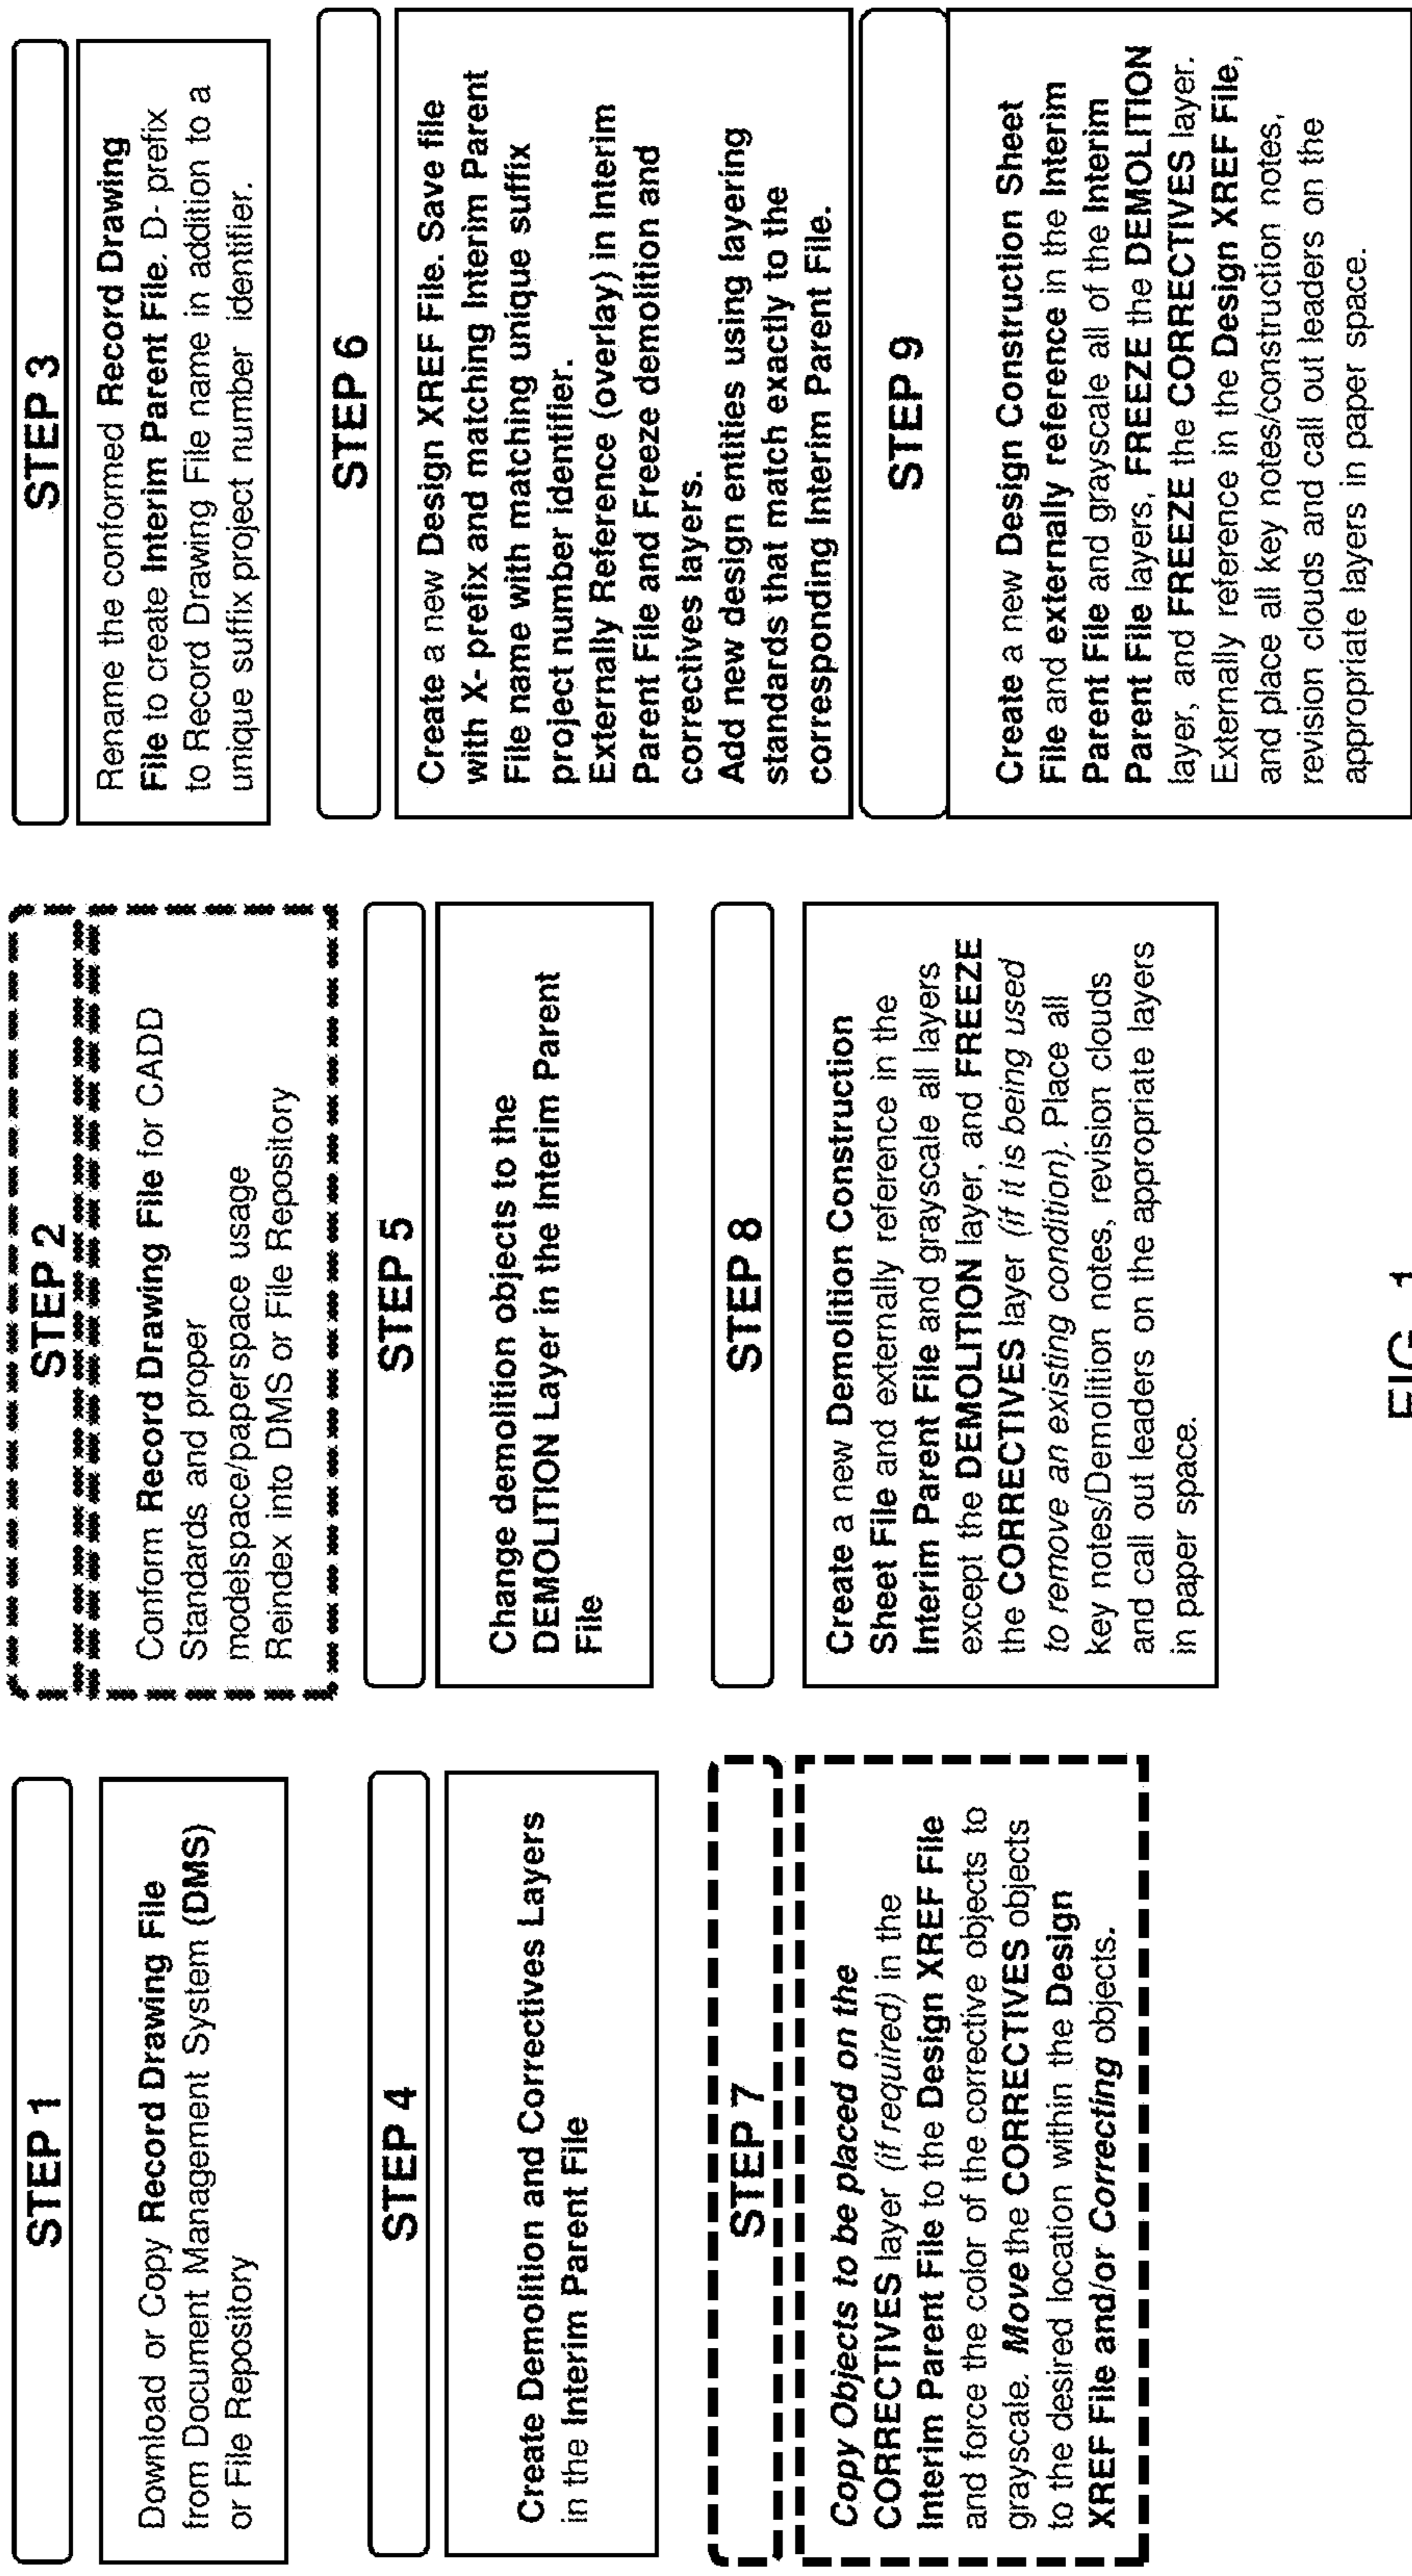 STEP 1
Download or Copy Record Drawing File
from Document Management System (DMS)
or File Repository
STEP 2
Conform Record Drawing File for CADD
Standards and proper
modelspace/paperspace usage
Reindex into DMS or File Repository
STEP 3
Rename the conformed Record Drawing
File to create Interim Parent File. D- prefix
to Record Drawing File name in addition to a
unique suffix project number identifier.
STEP 4
Create Demolition and Correctives Layers
in the Interim Parent File
STEP 5
Change demolition objects to the
DEMOLITION Layer in the Interim Parent
File
STEP 6
Create a new Design XREF File. Save file
with X- prefix and matching Interim Parent
File name with matching unique suffix
project number identifier.
Externally Reference (overlay) in Interim
Parent File and Freeze demolition and
correctives layers.
Add new design entities using layering
standards that match exactly to the
corresponding Interim Parent File.
STEP 7
Copy Objects to be placed on the
CORRECTIVES layer (if required) in the
Interim Parent File to the Design XREF File
and force the color of the corrective objects to
grayscale. Move the CORRECTIVES objects
to the desired location within the Design
XREF File and/or Correcting objects.
STEP 8
Create a new Demolition Construction
Sheet File and externally reference in the
Interim Parent File and grayscale all layers
except the DEMOLITION layer, and FREEZE
the CORRECTIVES layer (if it is being used
to remove an existing condition). Place all
key notes/Demolition notes, revision clouds
and call out leaders on the appropriate layers
in paper space.
STEP 9
Create a new Design Construction Sheet
File and externally reference in the Interim
Parent File and grayscale all of the Interim
Parent File layers, FREEZE the DEMOLITION
layer, and FREEZE the CORRECTIVES layer.
Externally reference in the Design XREF File,
and place all key notes/construction notes,
revision clouds and call out leaders on the
appropriate layers in paper space.
FIG. 1